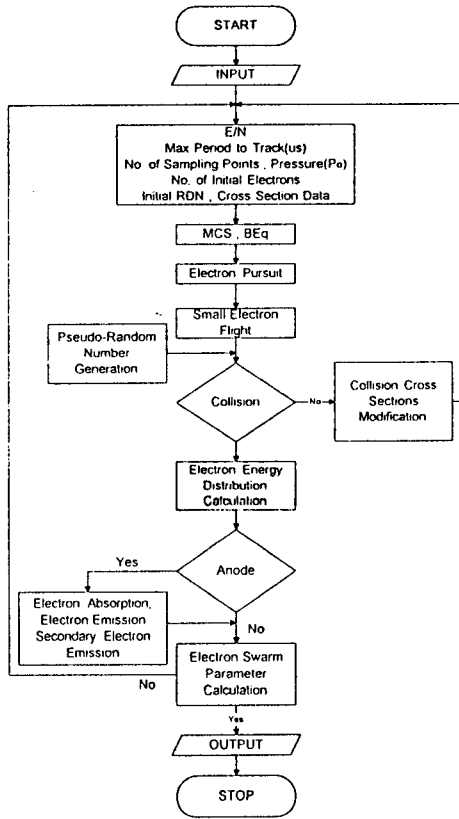 START
INPUT
E/N
Max Period to Track(us)
No of Sampling Points , Pressure(Pa)
No. of Initial Electrons
Initial RDN , Cross Section Data
MCS , BEq
Electron Pursuit
Small Electron
Flight
Pseudo-Random
Number
Generation
Collision
No
Collision Cross
Sections
Modification
Electron Energy
Distribution
Calculation
Yes
Anode
Electron Absorption,
Electron Emission
Secondary Electron
Emission
No
Electron Swarm
Parameter
Calculation
No
Yes
OUTPUT
STOP